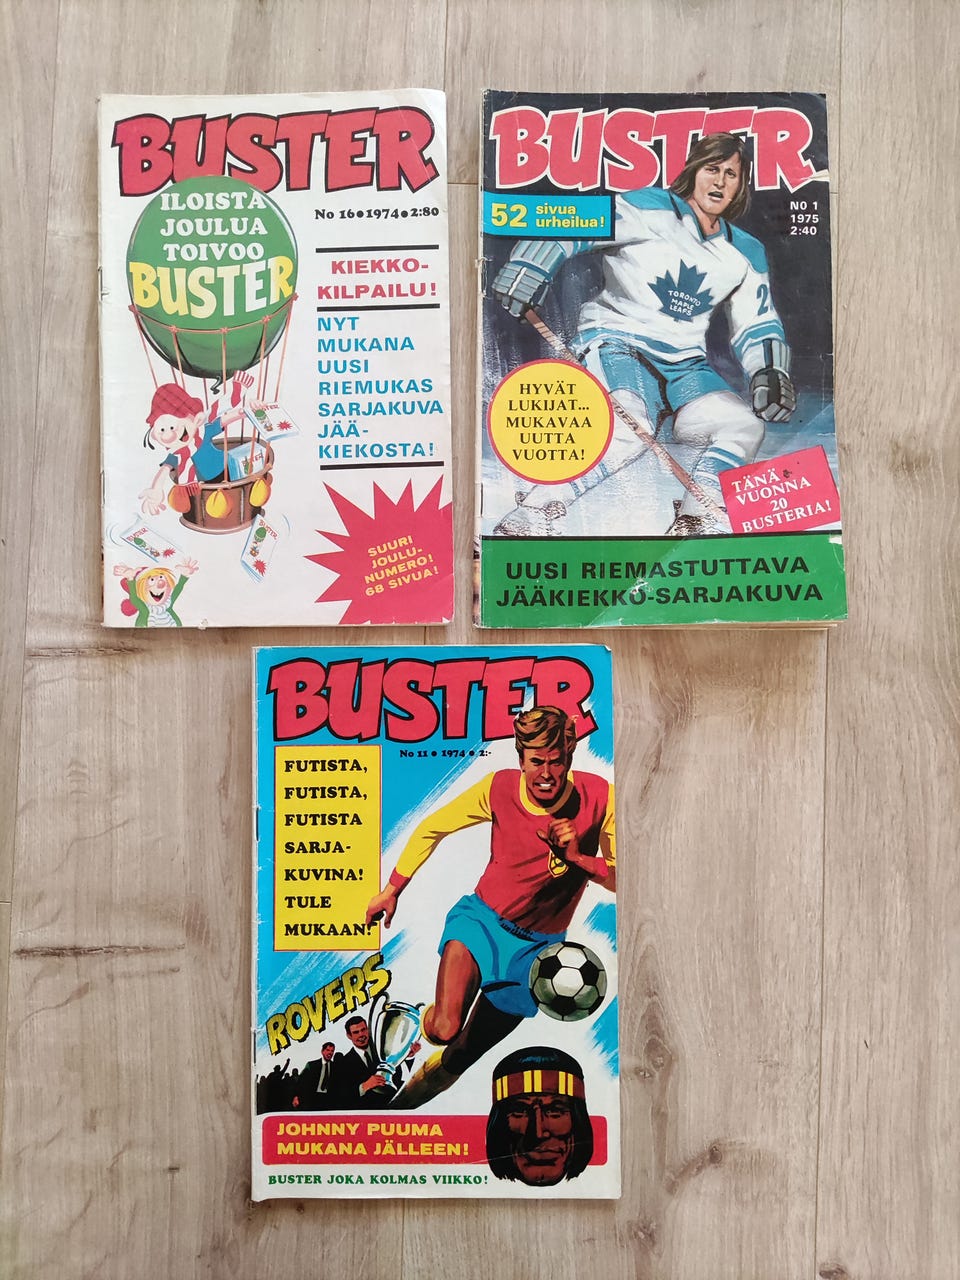 BUSTER
ILOISTA
JOULUA
TOIVOO
BUSTER
No 16•1974•2:80
KIEKKO-
KILPAILU!
NYT
MUKANA
UUSI
RIEMUKAS
SARJAKUVA
JÄÄ-
KIEKOSTA!
SUURI
JOULU-
NUMERO!
68 SIVUA!
BUSTER
52 sivua
urheilua!
NO 1
1975
2:40
TORONTO
MAPLE
LEAFS
2
HYVÄT
LUKIJAT...
MUKAVAA
UUTTA
VUOTTA!
TÄNÄ
VUONNA
20
BUSTERIA!
UUSI RIEMASTUTTAVA
JÄÄKIEKKO-SARJAKUVA
BUSTER
No 11 • 1974 • 2:-
FUTISTA,
FUTISTA,
FUTISTA
SARJA-
KUVINA!
TULE
MUKAAN!
ROVERS
JOHNNY PUUMA
MUKANA JÄLLEEN!
BUSTER JOKA KOLMAS VIIKKO!